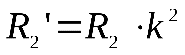 R₂' = R₂ · k²